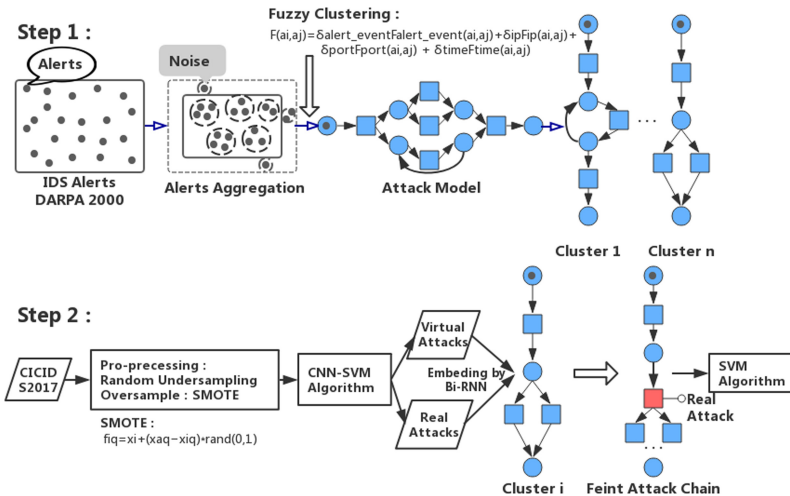 Step 1 :
Fuzzy Clustering :
F(ai,aj)=δalert_eventFalert_event(ai,aj)+δipFip(ai,aj)+
δportFport(ai,aj) + δtimeFtime(ai,aj)
Alerts
Noise
IDS Alerts
DARPA 2000
Alerts Aggregation
Attack Model
...
Cluster 1
Cluster n
Step 2 :
CICID
S2017
Pro-precessing :
Random Undersampling
Oversample : SMOTE
SMOTE :
fiq=xi+(xaq−xiq)*rand(0,1)
CNN-SVM
Algorithm
Virtual
Attacks
Real
Attacks
Embeding by
Bi-RNN
Cluster i
Real
Attack
...
Feint Attack Chain
SVM
Algorithm